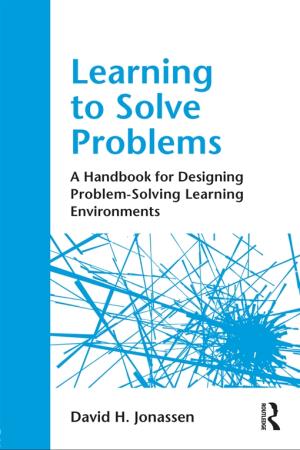 Learning
to Solve
Problems
A Handbook for Designing
Problem-Solving Learning
Environments
David H. Jonassen
ROUTLEDGE